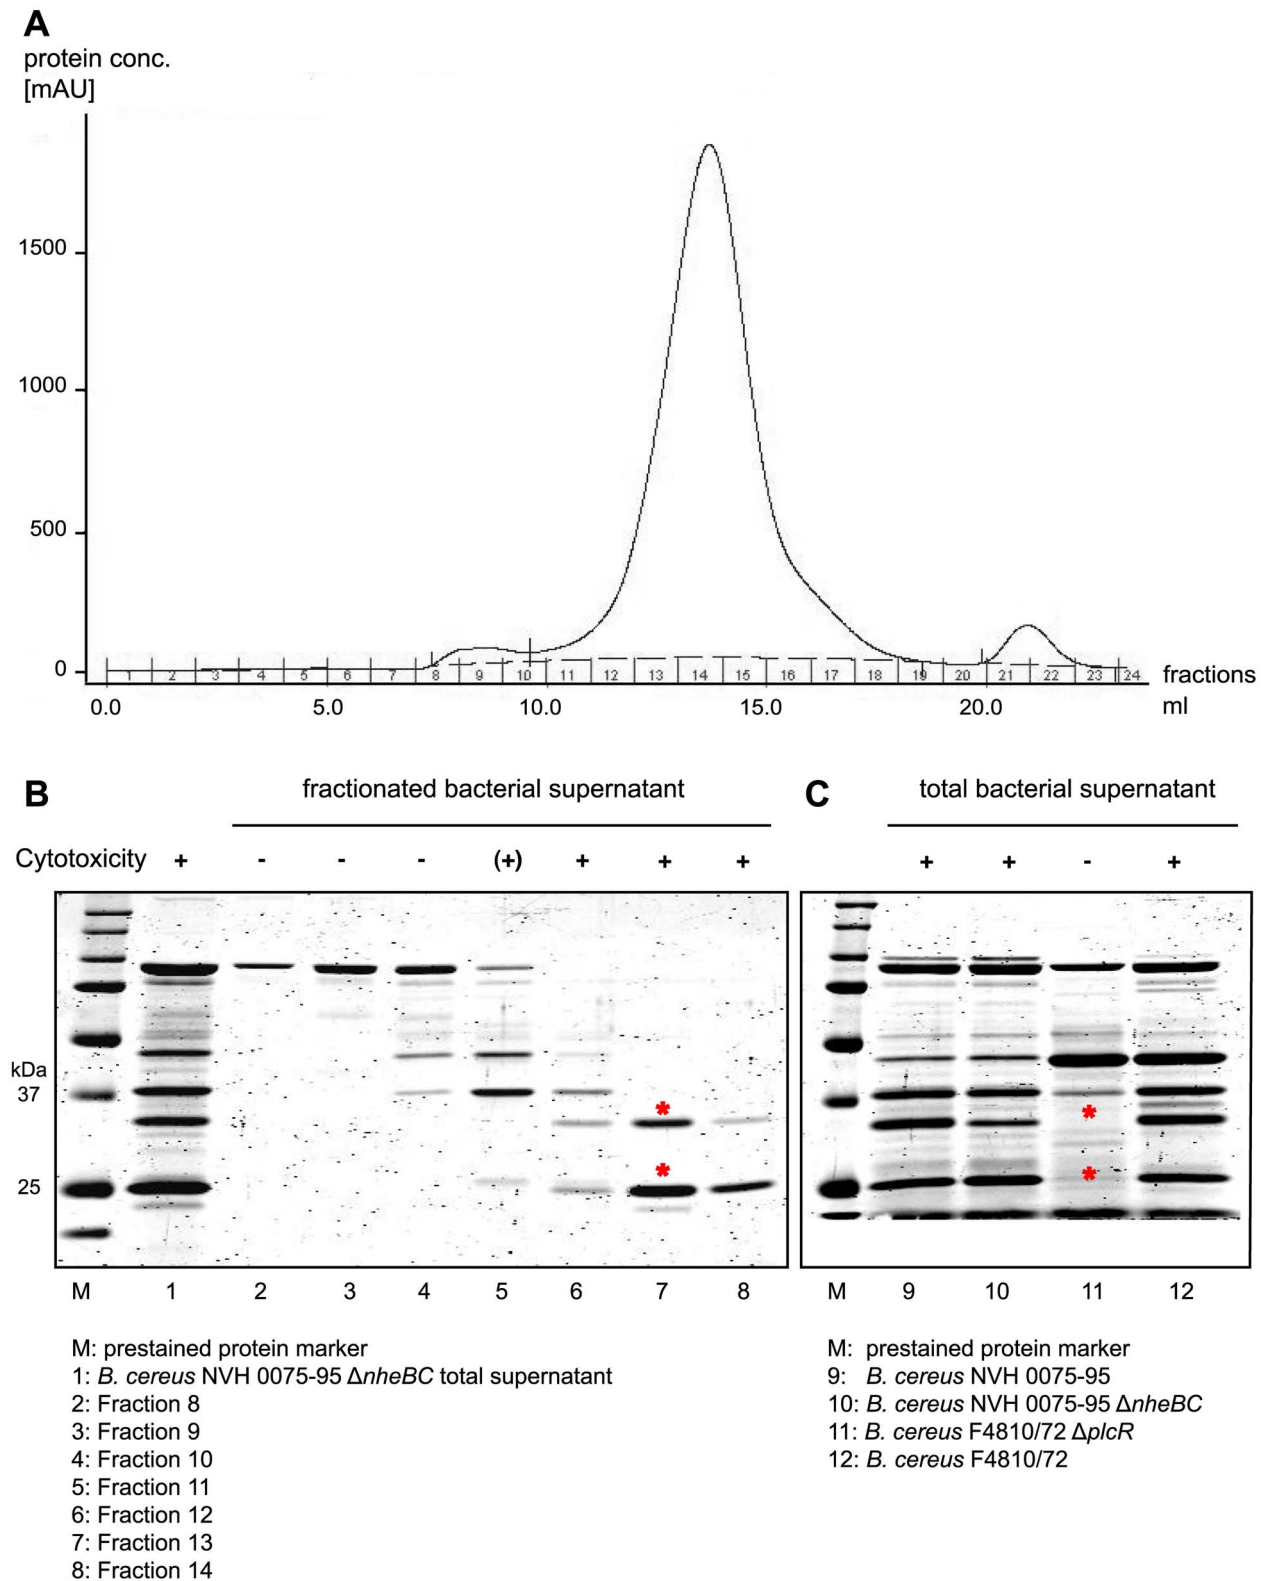 A
protein conc.
[mAU]
1500
1000
500
0
1 2 3 4 5 6 7 8 9 10 11 12 13 14 15 16 17 18 19 20 21 22 23 24 fractions
0.0 5.0 10.0 15.0 20.0 ml
B fractionated bacterial supernatant
C total bacterial supernatant
Cytotoxicity + - - - (+) + + +
+ + - +
kDa
37
25
*
*
*
*
M 1 2 3 4 5 6 7 8
M 9 10 11 12
M: prestained protein marker
1: B. cereus NVH 0075-95 ΔnheBC total supernatant
2: Fraction 8
3: Fraction 9
4: Fraction 10
5: Fraction 11
6: Fraction 12
7: Fraction 13
8: Fraction 14
M: prestained protein marker
9: B. cereus NVH 0075-95
10: B. cereus NVH 0075-95 ΔnheBC
11: B. cereus F4810/72 ΔplcR
12: B. cereus F4810/72